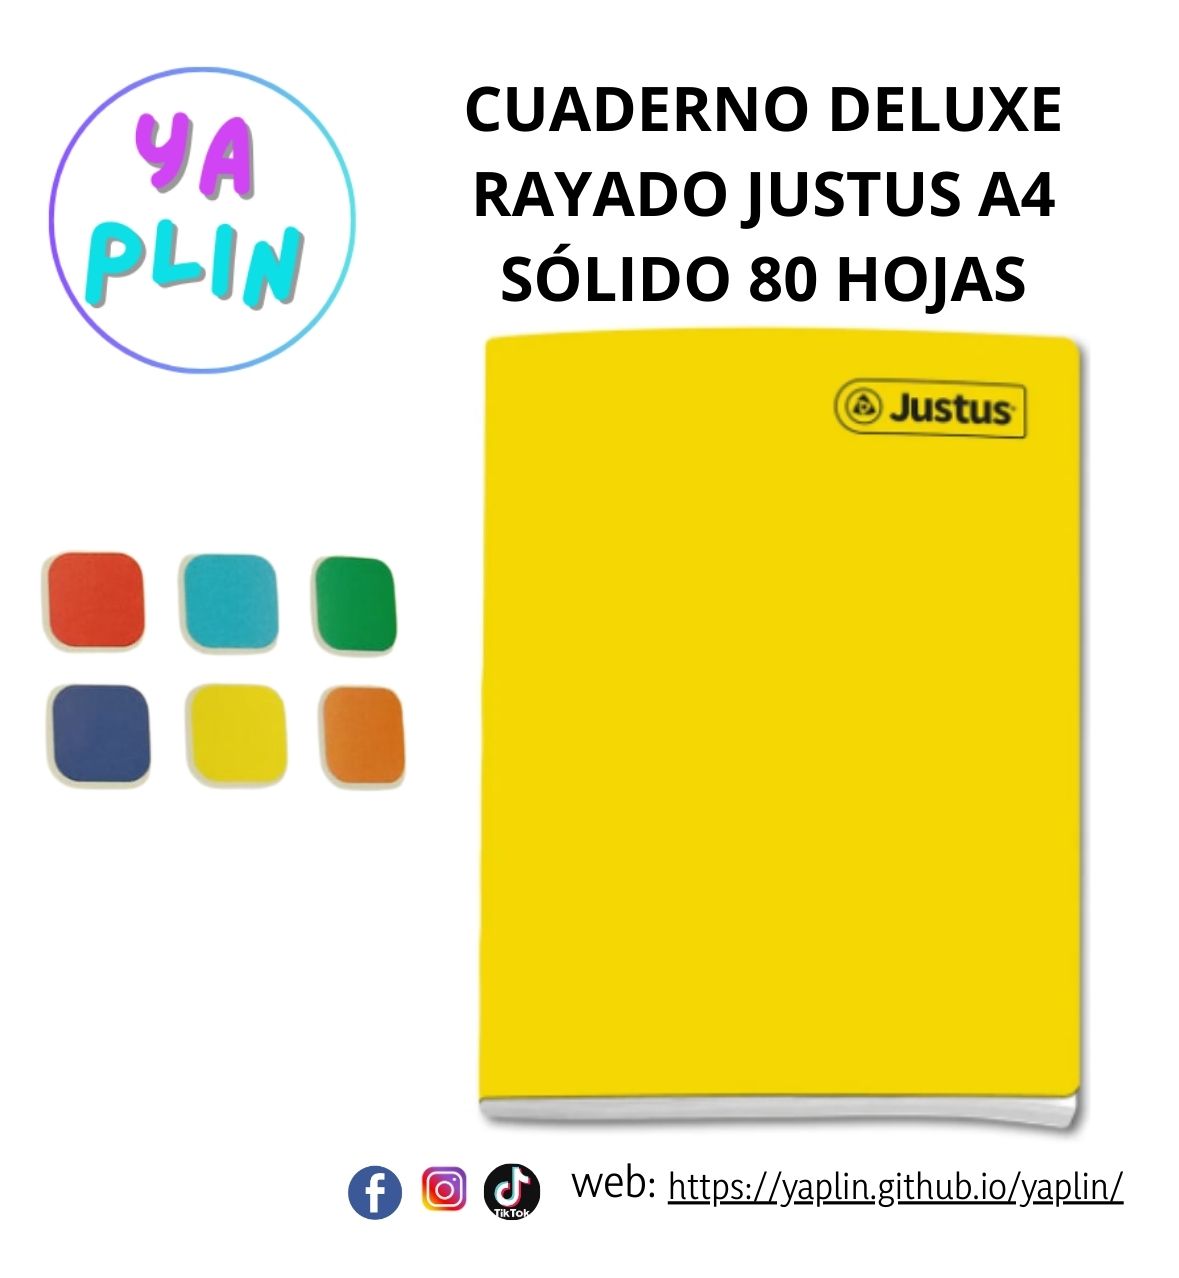 YA
PLIN
CUADERNO DELUXE
RAYADO JUSTUS A4
SÓLIDO 80 HOJAS
Justus
TikTok
web: https://yaplin.github.io/yaplin/